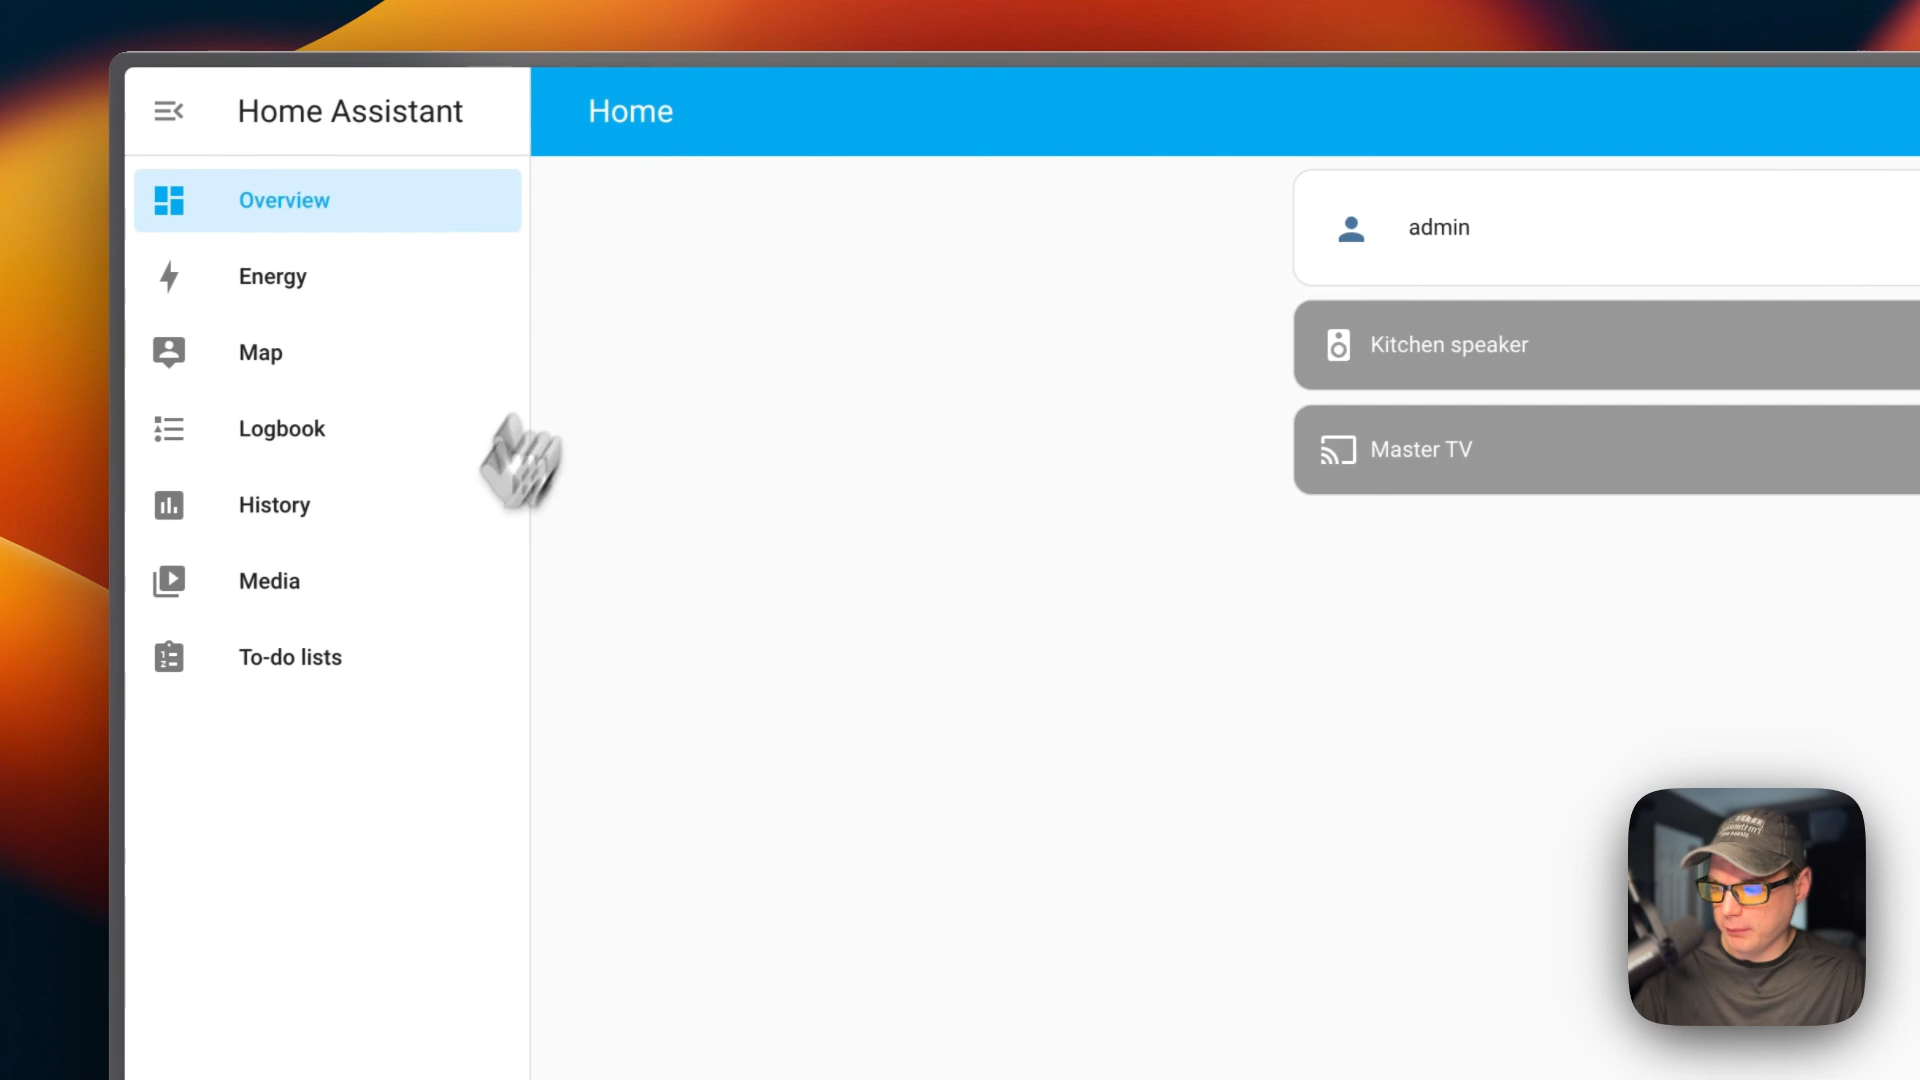 Home Assistant
Home
Overview
Energy
Map
Logbook
History
Media
To-do lists
admin
Kitchen speaker
Master TV